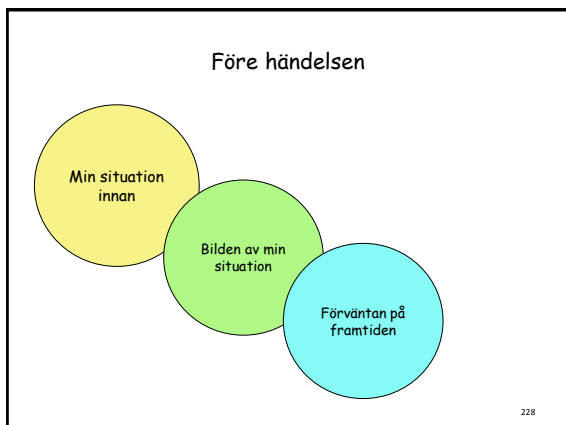 Före händelsen
Min situation
innan
Bilden av min
situation
Förväntan på
framtiden
228